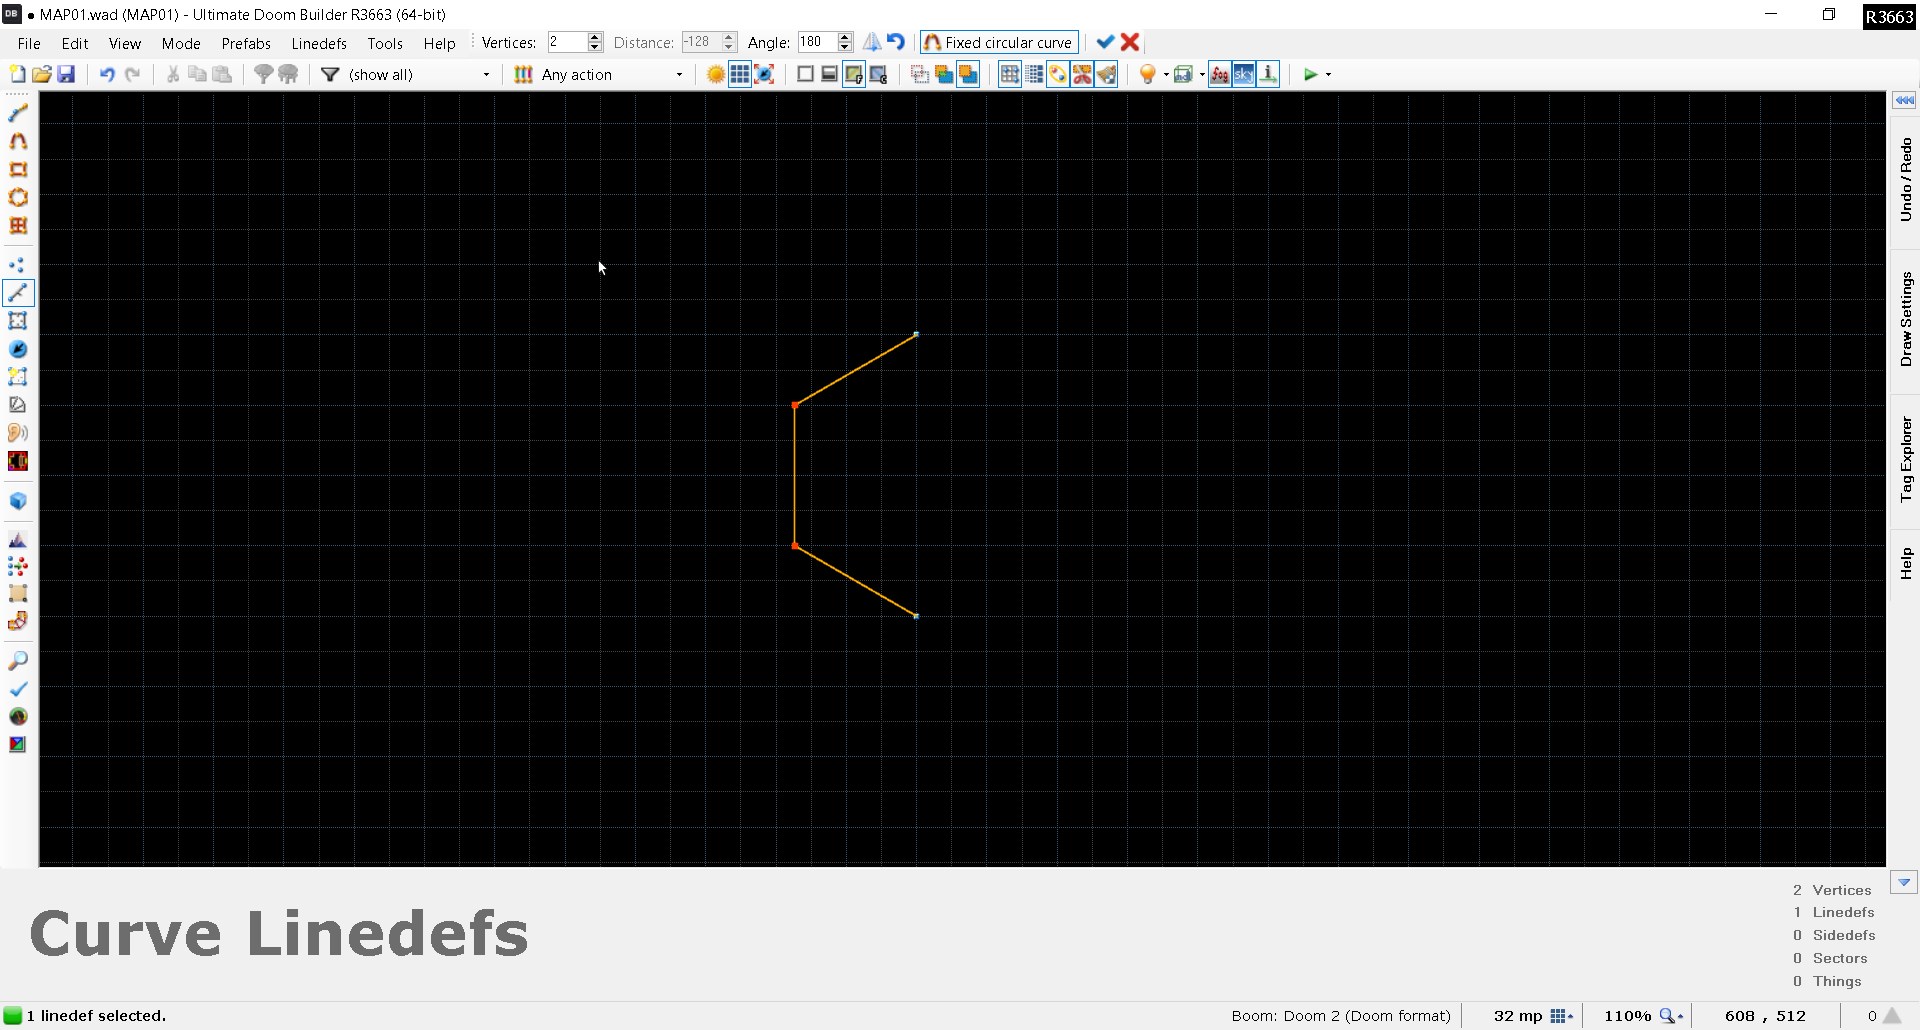 DB • MAP01.wad (MAP01) - Ultimate Doom Builder R3663 (64-bit)
R3663
File Edit View Mode Prefabs Linedefs Tools Help Vertices: 2 Distance: -128 Angle: 180 Fixed circular curve
(show all) Any action fog sky
Undo / Redo
Draw Settings
Tag Explorer
Help
Curve Linedefs
2 Vertices
1 Linedefs
0 Sidedefs
0 Sectors
0 Things
1 linedef selected. Boom: Doom 2 (Doom format) 32 mp 110% 608 , 512 0